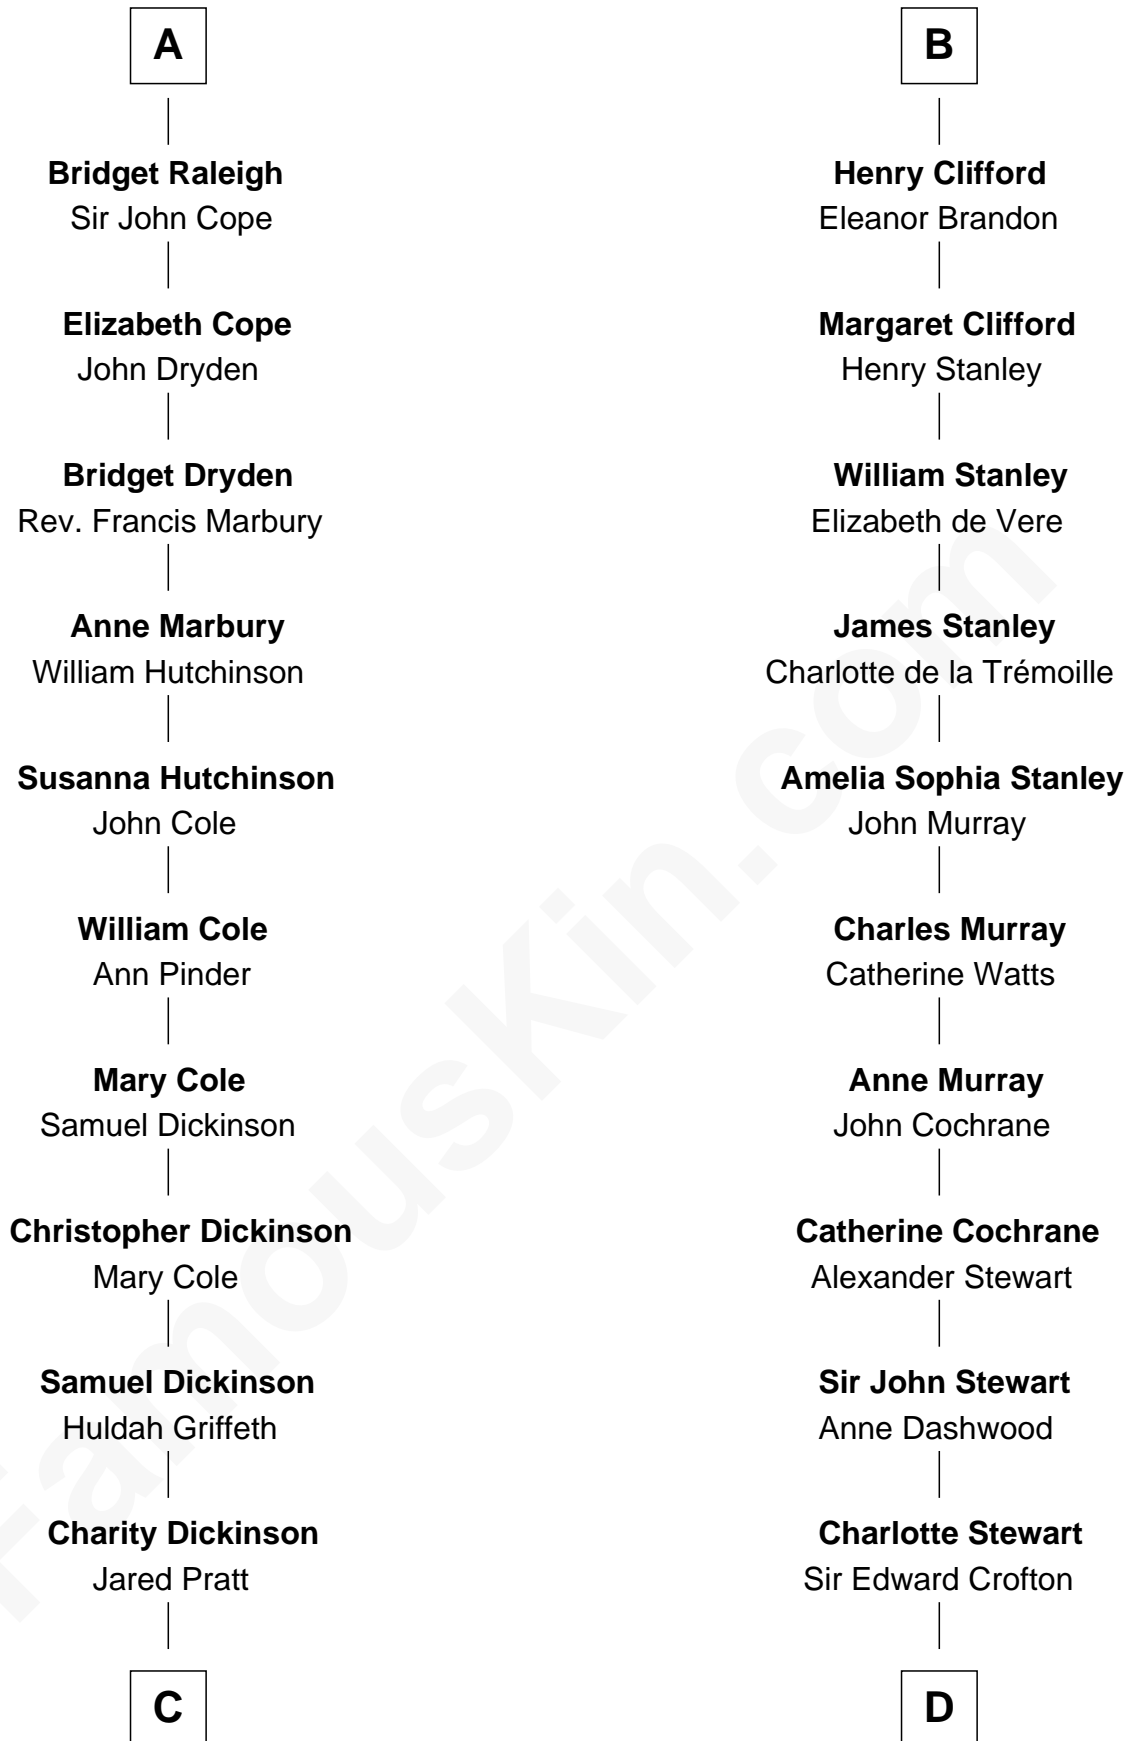 A
Bridget Raleigh
Sir John Cope
Elizabeth Cope
John Dryden
Bridget Dryden
Rev. Francis Marbury
Anne Marbury
William Hutchinson
Susanna Hutchinson
John Cole
William Cole
Ann Pinder
Mary Cole
Samuel Dickinson
Christopher Dickinson
Mary Cole
Samuel Dickinson
Huldah Griffeth
Charity Dickinson
Jared Pratt
C
B
Henry Clifford
Eleanor Brandon
Margaret Clifford
Henry Stanley
William Stanley
Elizabeth de Vere
James Stanley
Charlotte de la Trémoille
Amelia Sophia Stanley
John Murray
Charles Murray
Catherine Watts
Anne Murray
John Cochrane
Catherine Cochrane
Alexander Stewart
Sir John Stewart
Anne Dashwood
Charlotte Stewart
Sir Edward Crofton
D
FamousKin.com